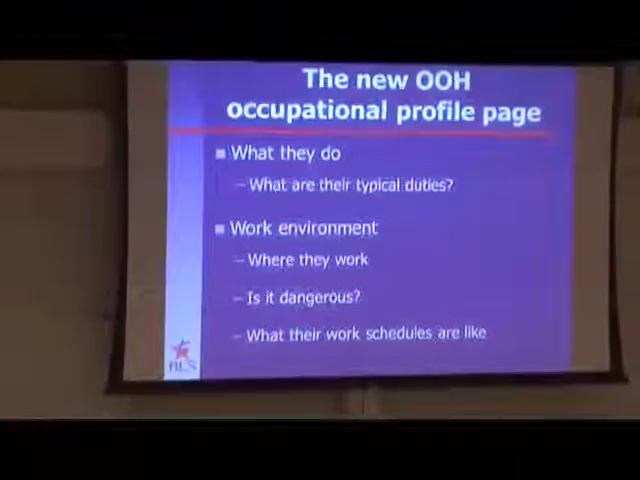 The new OOH
occupational profile page
■ What they do
– What are their typical duties?
■ Work environment
– Where they work
– Is it dangerous?
– What their work schedules are like
BLS